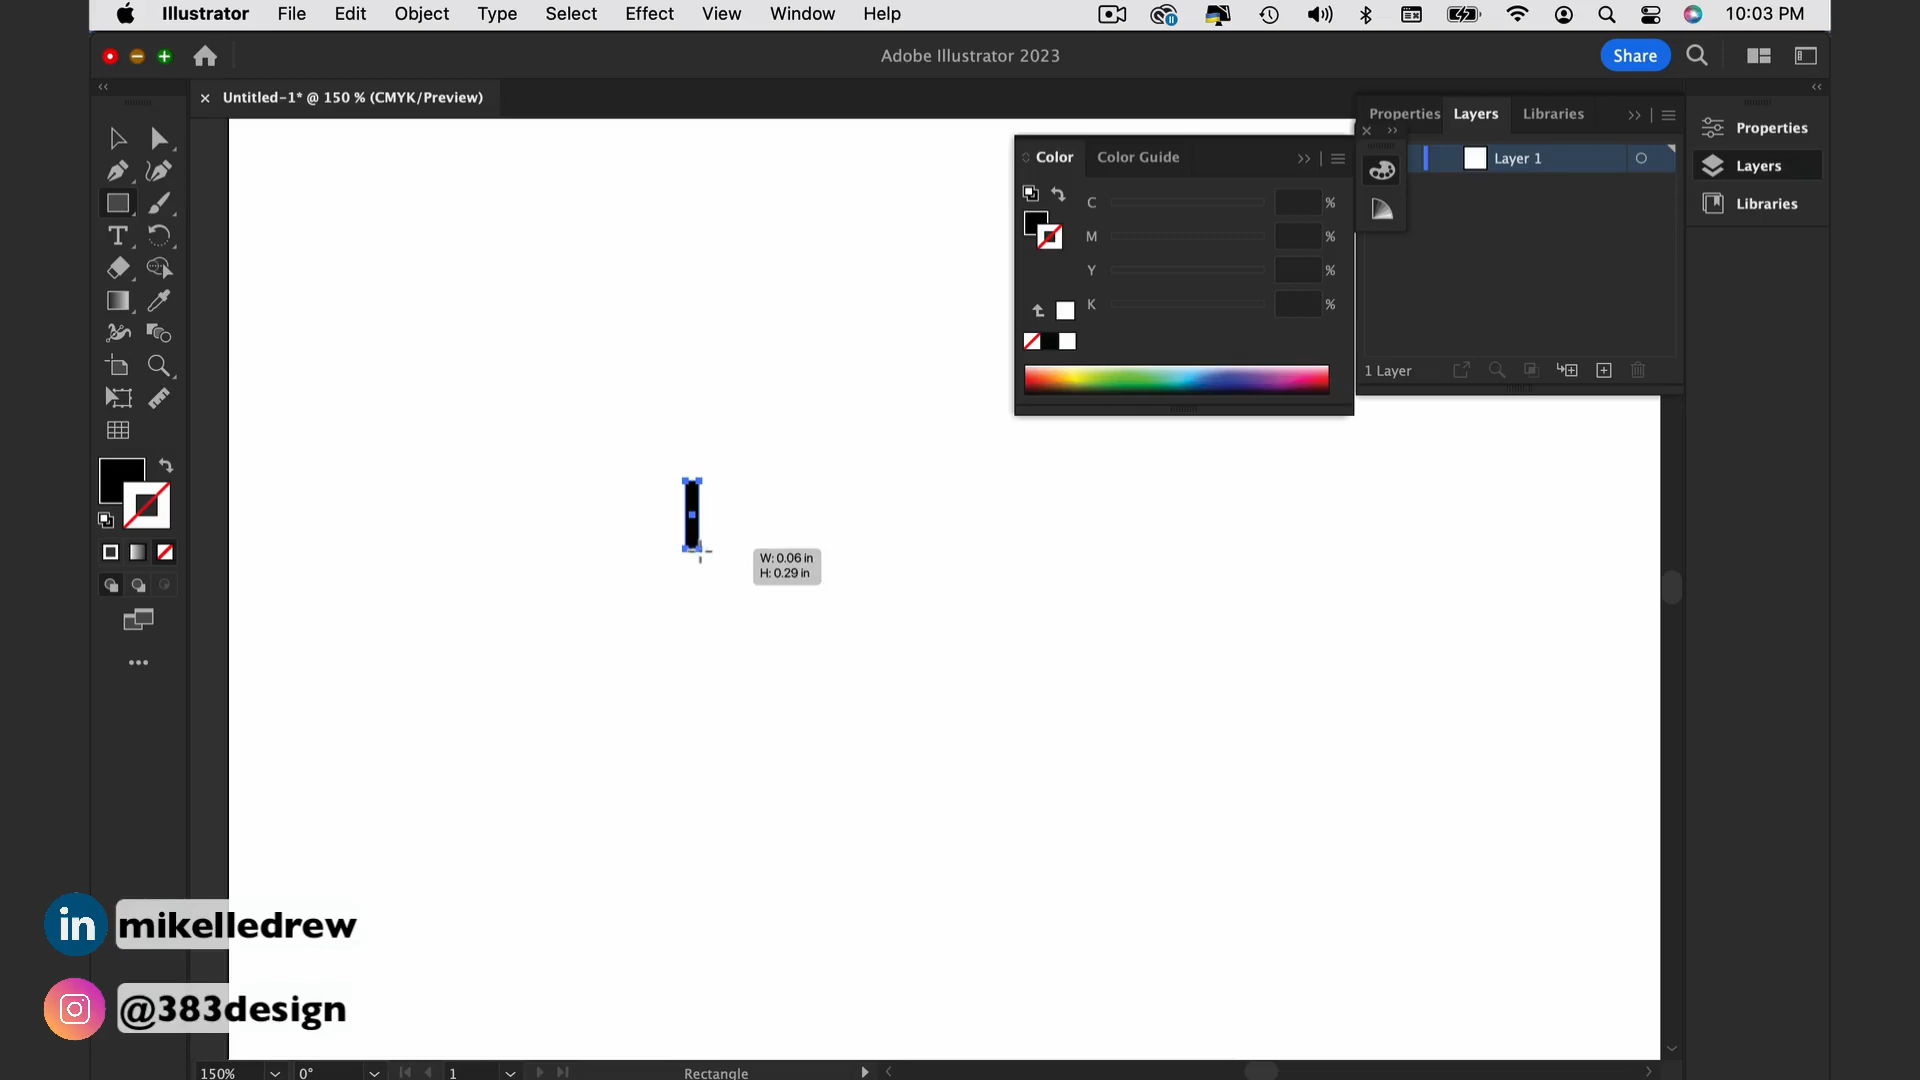 Illustrator File Edit Object Type Select Effect View Window Help 10:03 PM
Adobe Illustrator 2023
Share
Untitled-1* @ 150 % (CMYK/Preview)
Properties Layers Libraries
Color Color Guide
Layer 1
C %
M %
Y %
K %
1 Layer
Properties
Layers
Libraries
T
W: 0.06 in
H: 0.29 in
in mikelledrew
@383design
150% 0° 1 Rectangle